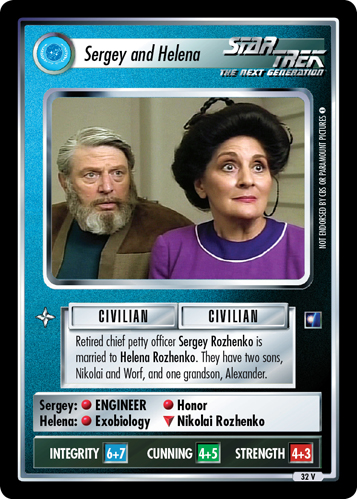 Sergey and Helena
STAR TREK
THE NEXT GENERATION
NOT ENDORSED BY CBS OR PARAMOUNT PICTURES
CIVILIAN CIVILIAN
Retired chief petty officer Sergey Rozhenko is
married to Helena Rozhenko. They have two sons,
Nikolai and Worf, and one grandson, Alexander.
Sergey: ENGINEER Honor
Helena: Exobiology Nikolai Rozhenko
INTEGRITY 6+7 CUNNING 4+5 STRENGTH 4+3
32 V